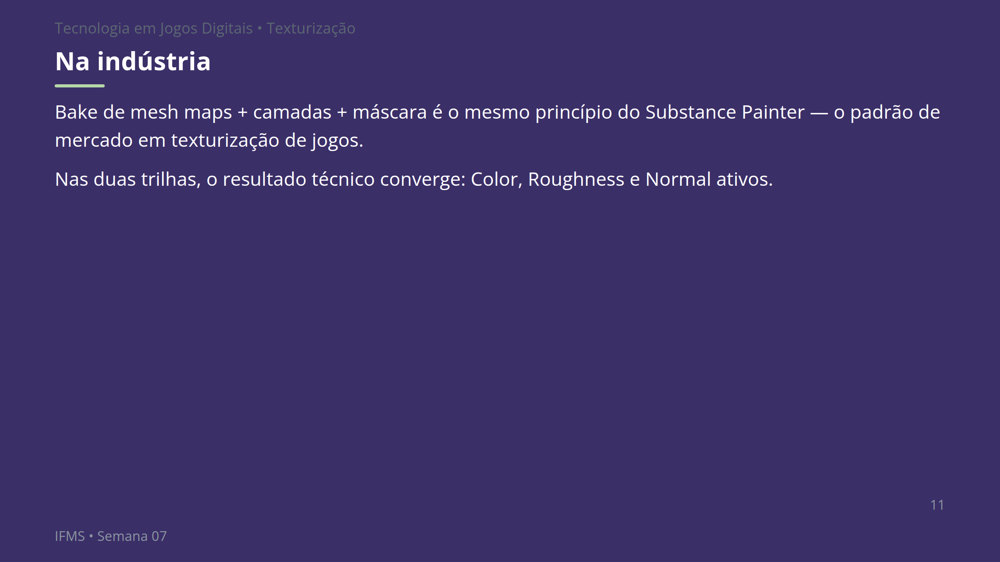 Tecnologia em Jogos Digitais • Texturização
Na indústria
Bake de mesh maps + camadas + máscara é o mesmo princípio do Substance Painter — o padrão de
mercado em texturização de jogos.
Nas duas trilhas, o resultado técnico converge: Color, Roughness e Normal ativos.
11
IFMS • Semana 07